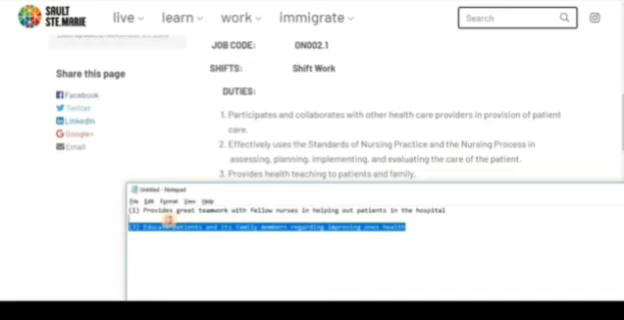 SAULT
STE.MARIE
live learn work immigrate
Search
JOB CODE: ON002.1
Share this page
SHIFTS: Shift Work
Facebook
DUTIES:
Twitter
LinkedIn
1. Participates and collaborates with other health care providers in provision of patient
Google+
care.
Email
2. Effectively uses the Standards of Nursing Practice and the Nursing Process in
assessing, planning, implementing, and evaluating the care of the patient.
3. Provides health teaching to patients and family.
Untitled - Notepad
File Edit Format View Help
(1) Provides great teamwork with fellow nurses in helping out patients in the hospital
(3) Educate patients and its family members regarding improving ones health